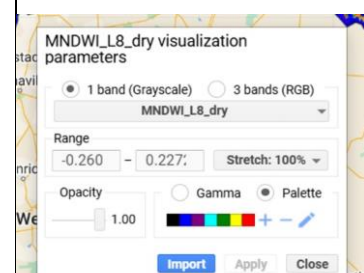 MNDWI_L8_dry visualization
parameters
1 band (Grayscale) 3 bands (RGB)
MNDWI_L8_dry
Range
-0.260 – 0.227 Stretch: 100%
Opacity Gamma Palette
1.00
Import Apply Close